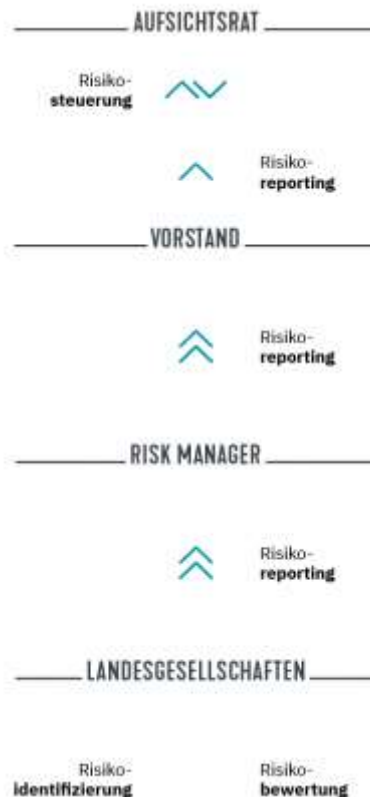 AUFSICHTSRAT
Risiko-
steuerung
Risiko-
reporting
VORSTAND
Risiko-
reporting
RISK MANAGER
Risiko-
reporting
LANDESGESELLSCHAFTEN
Risiko-
identifizierung
Risiko-
bewertung